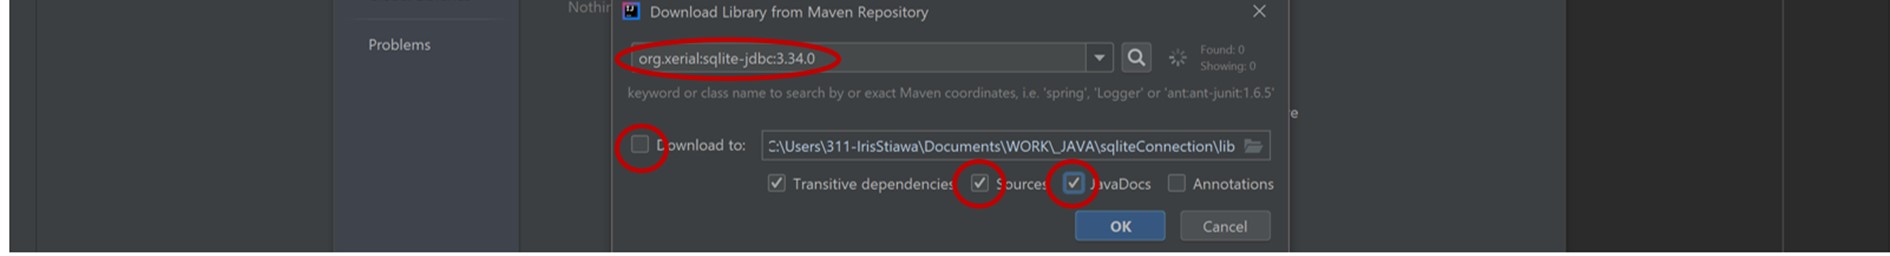 Nothin
Download Library from Maven Repository
Problems
org.xerial:sqlite-jdbc:3.34.0
Found: 0
Showing: 0
keyword or class name to search by or exact Maven coordinates, i.e. 'spring', 'Logger' or 'ant:ant-junit:1.6.5'
e
Download to:
C:\Users\311-IrisStiawa\Documents\WORK\_JAVA\sqliteConnection\lib
Transitive dependencies Sources JavaDocs Annotations
OK Cancel